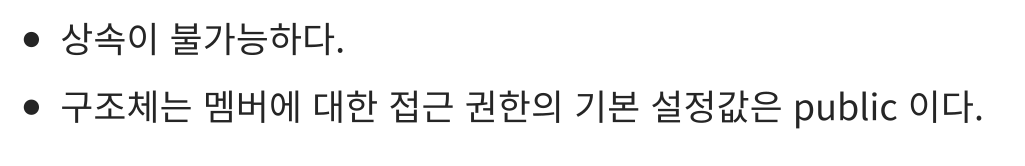 • 상속이 불가능하다.
• 구조체는 멤버에 대한 접근 권한의 기본 설정값은 public 이다.